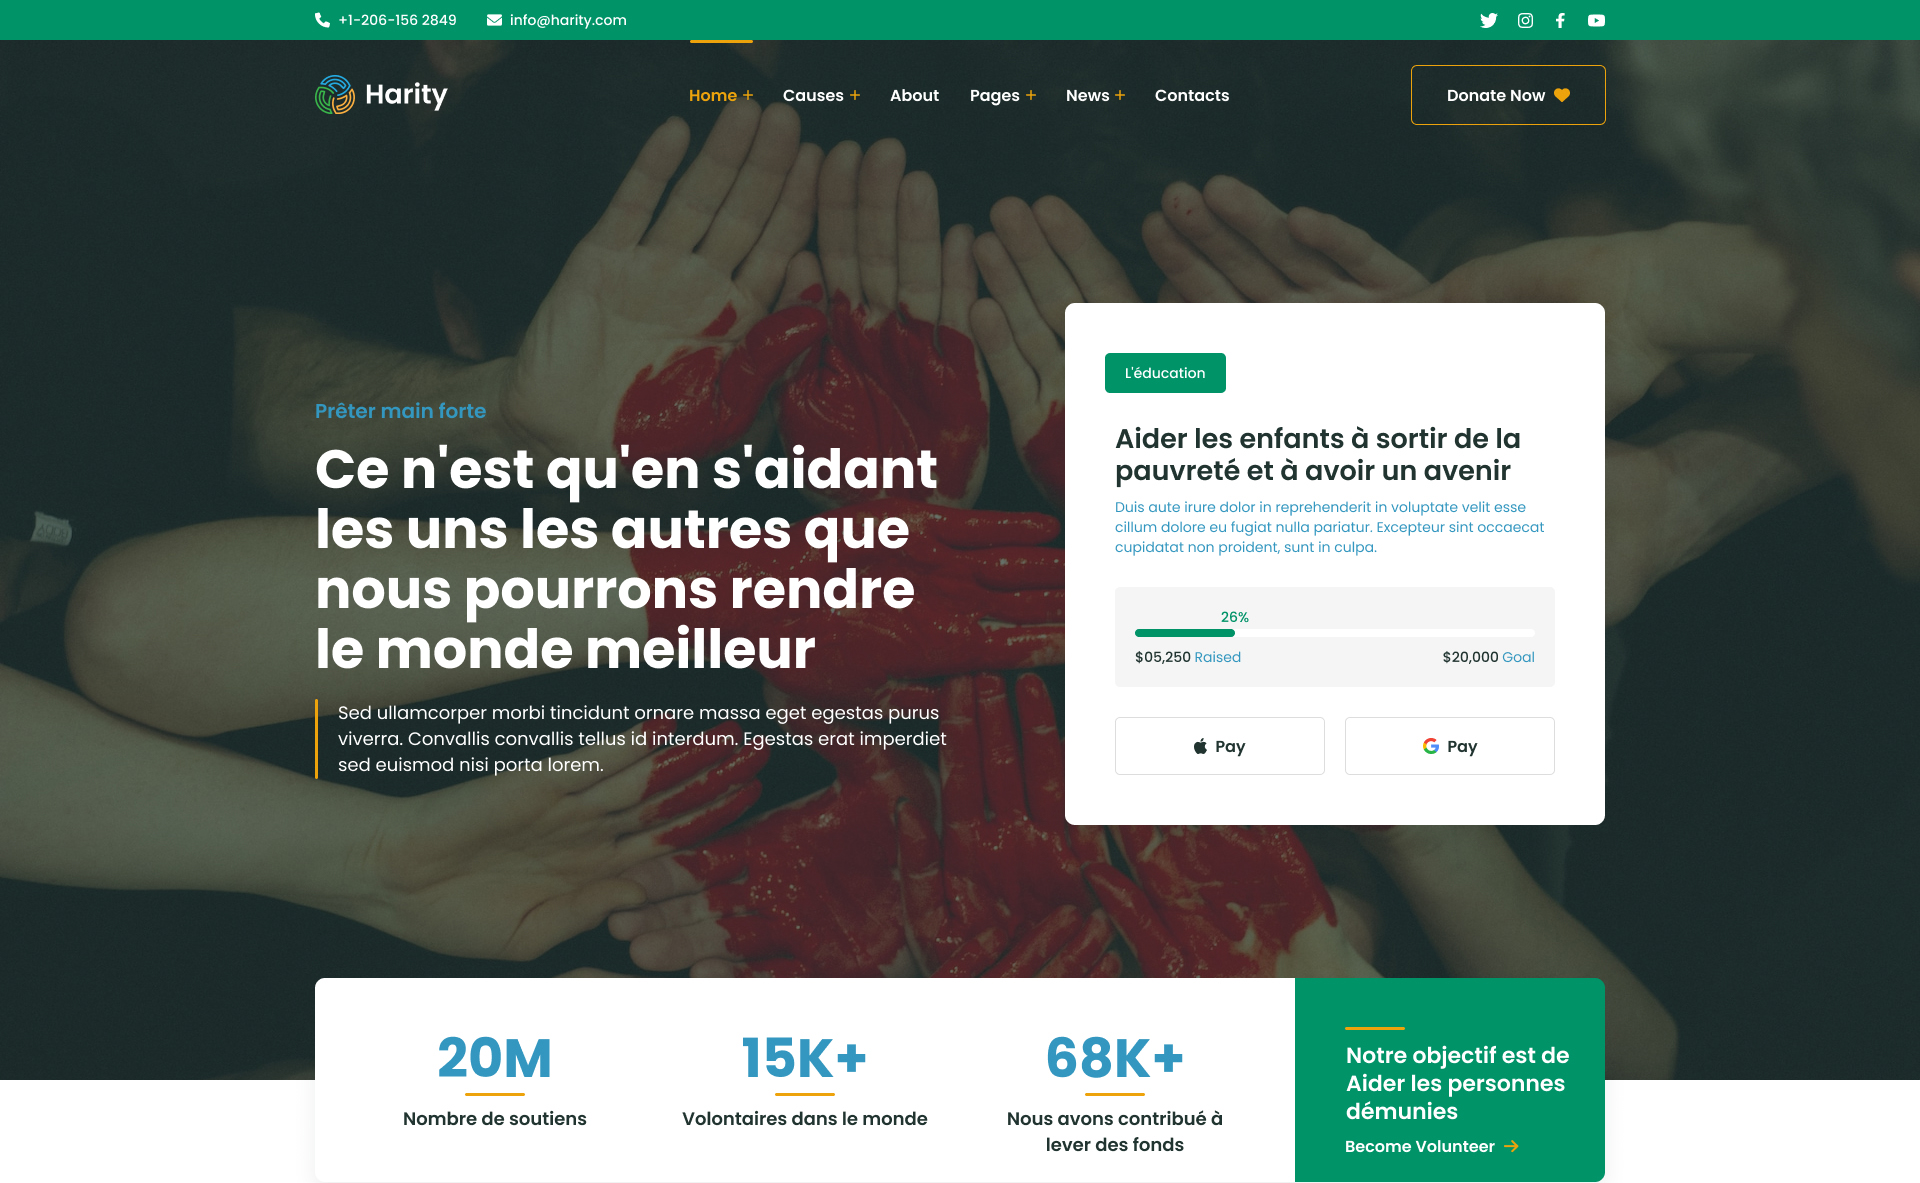 +1-206-156 2849
info@harity.com
Harity
Home +
Causes +
About
Pages +
News +
Contacts
Donate Now
L'éducation
Aider les enfants à sortir de la
pauvreté et à avoir un avenir
Duis aute irure dolor in reprehenderit in voluptate velit esse
cillum dolore eu fugiat nulla pariatur. Excepteur sint occaecat
cupidatat non proident, sunt in culpa.
26%
$05,250 Raised
$20,000 Goal
Pay
G Pay
Prêter main forte
Ce n'est qu'en s'aidant
les uns les autres que
nous pourrons rendre
le monde meilleur
Sed ullamcorper morbi tincidunt ornare massa eget egestas purus
viverra. Convallis convallis tellus id interdum. Egestas erat imperdiet
sed euismod nisi porta lorem.
20M
Nombre de soutiens
15K+
Volontaires dans le monde
68K+
Nous avons contribué à
lever des fonds
Notre objectif est de
Aider les personnes
démunies
Become Volunteer